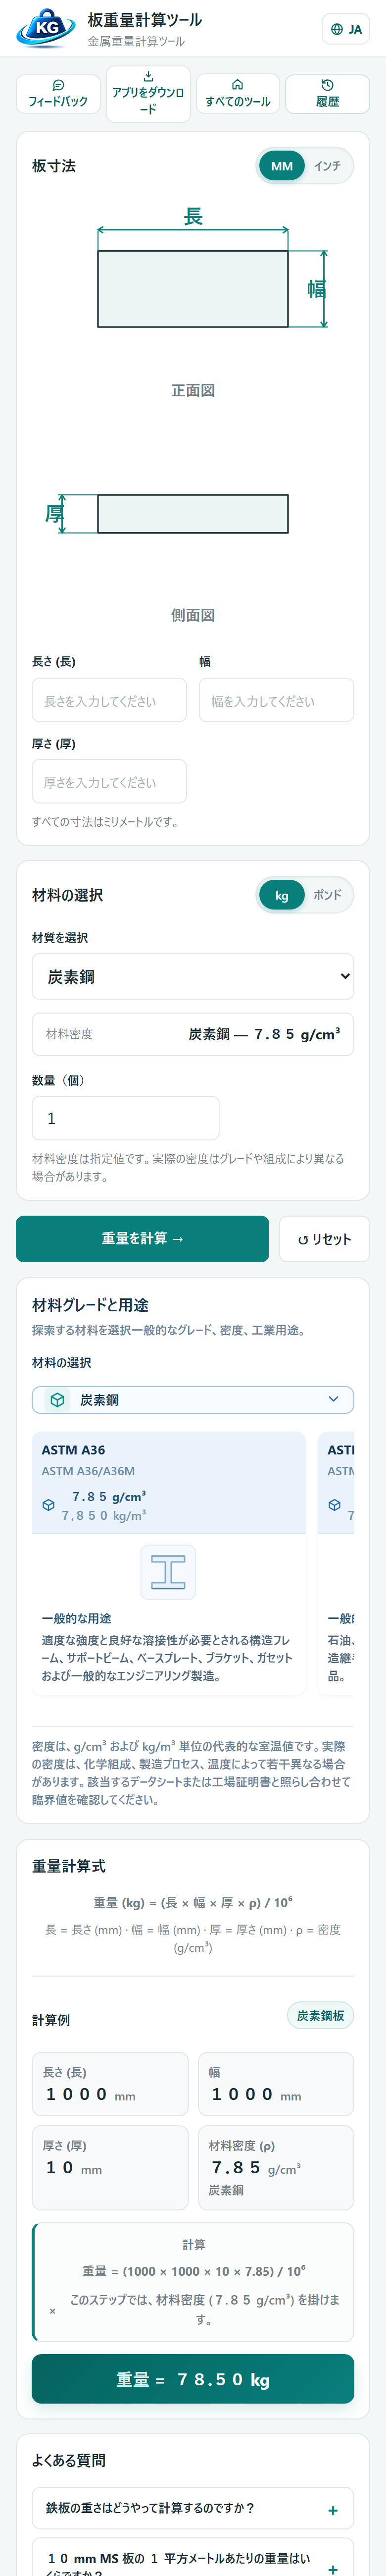 KG
板重量計算ツール
金属重量計算ツール
JA
フィードバック
アプリをダウンロ
ード
すべてのツール
履歴
板寸法
MM
インチ
長
幅
正面図
厚
側面図
長さ (長)
幅
長さを入力してください
幅を入力してください
厚さ (厚)
厚さを入力してください
すべての寸法はミリメートルです。
材料の選択
kg
ポンド
材質を選択
炭素鋼
材料密度
炭素鋼 — 7.85 g/cm³
数量（個）
1
材料密度は指定値です。実際の密度はグレードや組成により異なる
場合があります。
重量を計算 →
↺ リセット
材料グレードと用途
探索する材料を選択一般的なグレード、密度、工業用途。
材料の選択
炭素鋼
ASTM A36
ASTM A36/A36M
7.85 g/cm³
7,850 kg/m³
一般的な用途
適度な強度と良好な溶接性が必要とされる構造フレ
ーム、サポートビーム、ベースプレート、ブラケット、ガセット
および一般的なエンジニアリング製造。
密度は、g/cm³ および kg/m³ 単位の代表的な室温値です。実際
の密度は、化学組成、製造プロセス、温度によって若干異なる場合
があります。該当するデータシートまたは工場証明書と照らし合わせて
臨界値を確認してください。
重量計算式
重量 (kg) = (長 × 幅 × 厚 × ρ) / 10⁶
長 = 長さ (mm) · 幅 = 幅 (mm) · 厚 = 厚さ (mm) · ρ = 密度
(g/cm³)
計算例
炭素鋼板
長さ (長)
1000 mm
幅
1000 mm
厚さ (厚)
10 mm
材料密度 (ρ)
7.85 g/cm³
炭素鋼
計算
重量 = (1000 × 1000 × 10 × 7.85) / 10⁶
× このステップでは、材料密度 (7.85 g/cm³) を掛けま
す。
重量 = 78.50 kg
よくある質問
鉄板の重さはどうやって計算するのですか？
+
10 mm MS 板の 1 平方メートルあたりの重量はい
+